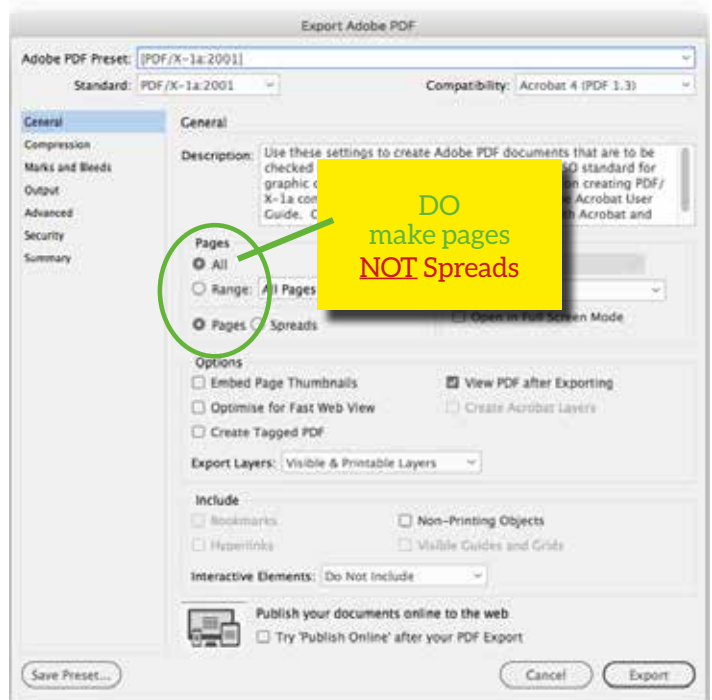 Export Adobe PDF
Adobe PDF Preset: [PDF/X-1a:2001]
Standard: PDF/X-1a:2001 Compatibility: Acrobat 4 (PDF 1.3)
General
Compression
Marks and Bleeds
Output
Advanced
Security
Summary
General
Description: Use these settings to create Adobe PDF documents that are to be
checked SO standard for
graphic on creating PDF/
X-1a con Acrobat User
Guide. Acrobat and
DO
make pages
NOT Spreads
Pages
All
Range: All Pages
Pages Spreads
Open in Full Screen Mode
Options
Embed Page Thumbnails View PDF after Exporting
Optimise for Fast Web View Create Acrobat Layers
Create Tagged PDF
Export Layers: Visible & Printable Layers
Include
Bookmarks Non-Printing Objects
Hyperlinks Visible Guides and Grids
Interactive Elements: Do Not Include
Publish your documents online to the web
Try 'Publish Online' after your PDF Export
Save Preset... Cancel Export